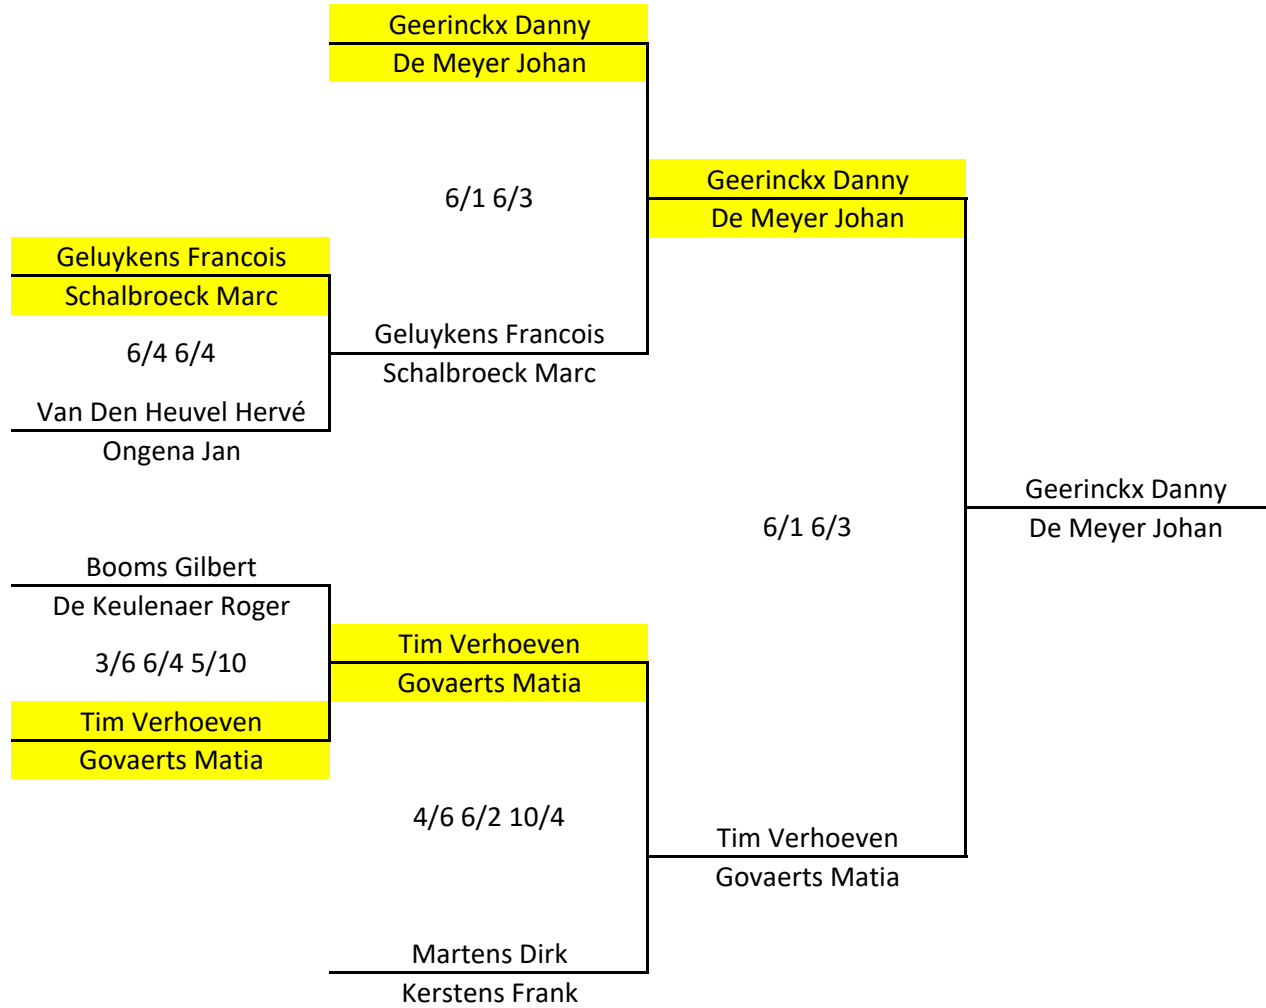 Geerinckx Danny
De Meyer Johan
6/1 6/3
Geerinckx Danny
De Meyer Johan
Geluykens Francois
Schalbroeck Marc
6/4 6/4
Geluykens Francois
Schalbroeck Marc
Van Den Heuvel Hervé
Ongena Jan
Geerinckx Danny
De Meyer Johan
6/1 6/3
Booms Gilbert
De Keulenaer Roger
3/6 6/4 5/10
Tim Verhoeven
Govaerts Matia
Tim Verhoeven
Govaerts Matia
4/6 6/2 10/4
Tim Verhoeven
Govaerts Matia
Martens Dirk
Kerstens Frank